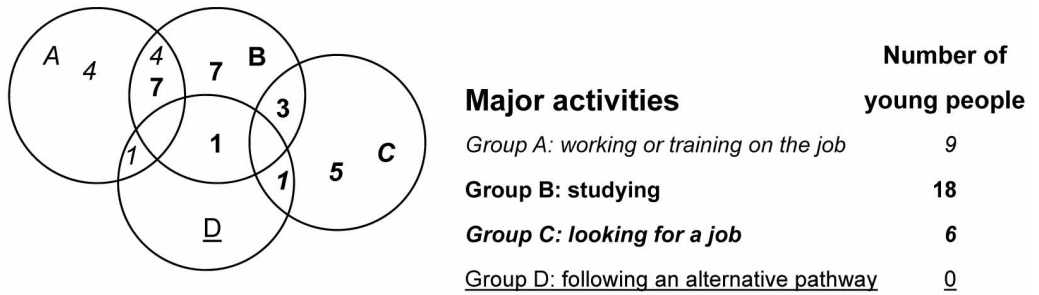 A 4
4
7
7 B
3
1
1
1
5 C
D
Number of
Major activities young people
Group A: working or training on the job 9
Group B: studying 18
Group C: looking for a job 6
Group D: following an alternative pathway 0